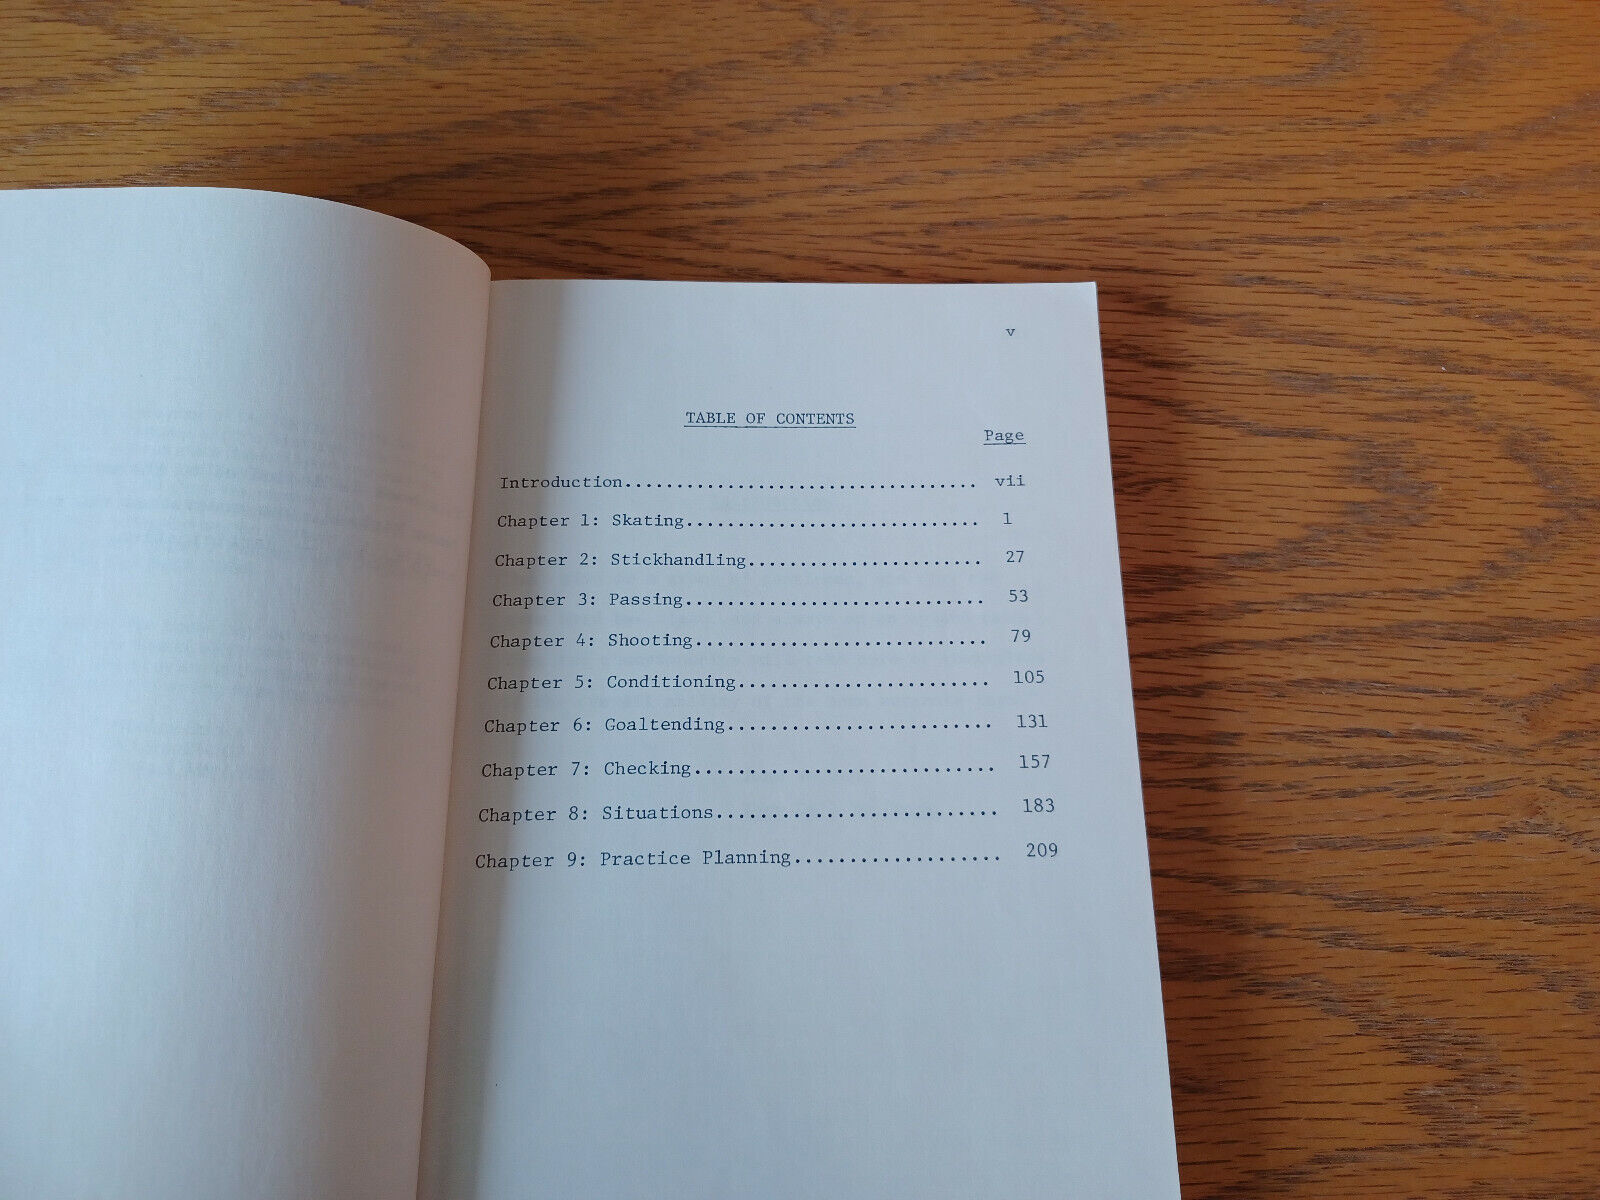 v
TABLE OF CONTENTS
Page
Introduction.................................. vii
Chapter 1: Skating............................ 1
Chapter 2: Stickhandling....................... 27
Chapter 3: Passing............................. 53
Chapter 4: Shooting............................ 79
Chapter 5: Conditioning........................ 105
Chapter 6: Goaltending......................... 131
Chapter 7: Checking............................ 157
Chapter 8: Situations.......................... 183
Chapter 9: Practice Planning................... 209